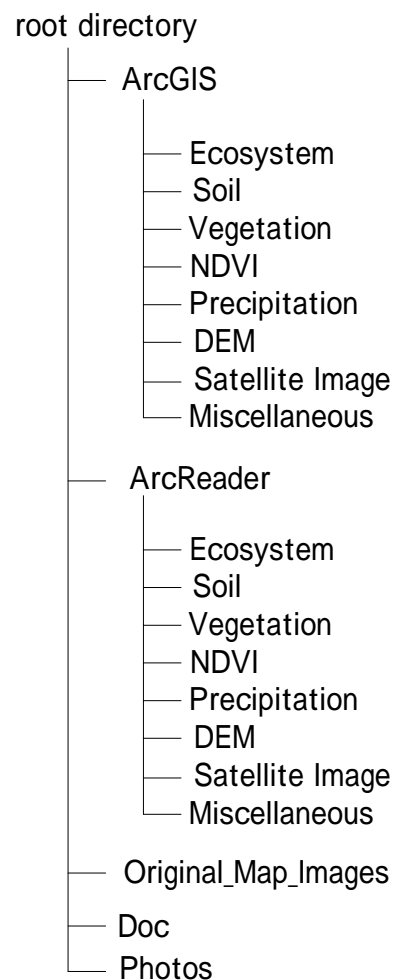 root directory
ArcGIS
Ecosystem
Soil
Vegetation
NDVI
Precipitation
DEM
Satellite Image
Miscellaneous
ArcReader
Ecosystem
Soil
Vegetation
NDVI
Precipitation
DEM
Satellite Image
Miscellaneous
Original_Map_Images
Doc
Photos